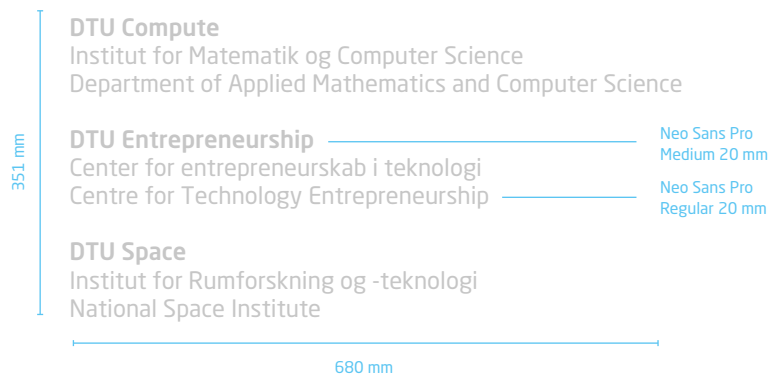 DTU Compute
Institut for Matematik og Computer Science
Department of Applied Mathematics and Computer Science
351 mm
DTU Entrepreneurship
Neo Sans Pro
Medium 20 mm
Center for entrepreneurskab i teknologi
Centre for Technology Entrepreneurship
Neo Sans Pro
Regular 20 mm
DTU Space
Institut for Rumforskning og -teknologi
National Space Institute
680 mm